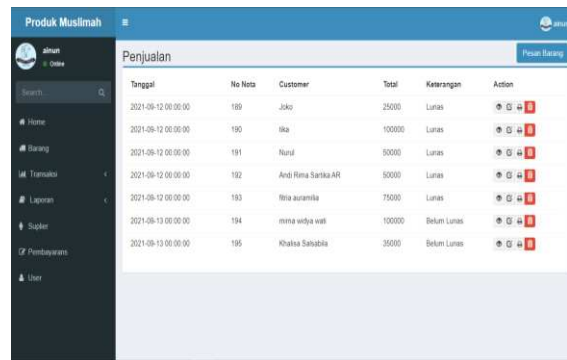 Produk Muslimah
ainun
ainun
Online
Penjualan
Pesan Barang
Search...
Home
Barang
Transaksi
Laporan
Suplier
Pembayarans
User
Tanggal No Nota Customer Total Keterangan Action
2021-09-12 00:00:00 189 Joko 25000 Lunas
2021-09-12 00:00:00 190 tika 100000 Lunas
2021-09-12 00:00:00 191 Nurul 50000 Lunas
2021-09-12 00:00:00 192 Andi Rima Sartika AR 50000 Lunas
2021-09-12 00:00:00 193 fitria auramilia 75000 Lunas
2021-09-13 00:00:00 194 mirna widya wati 100000 Belum Lunas
2021-09-13 00:00:00 195 Khalisa Salsabila 35000 Belum Lunas